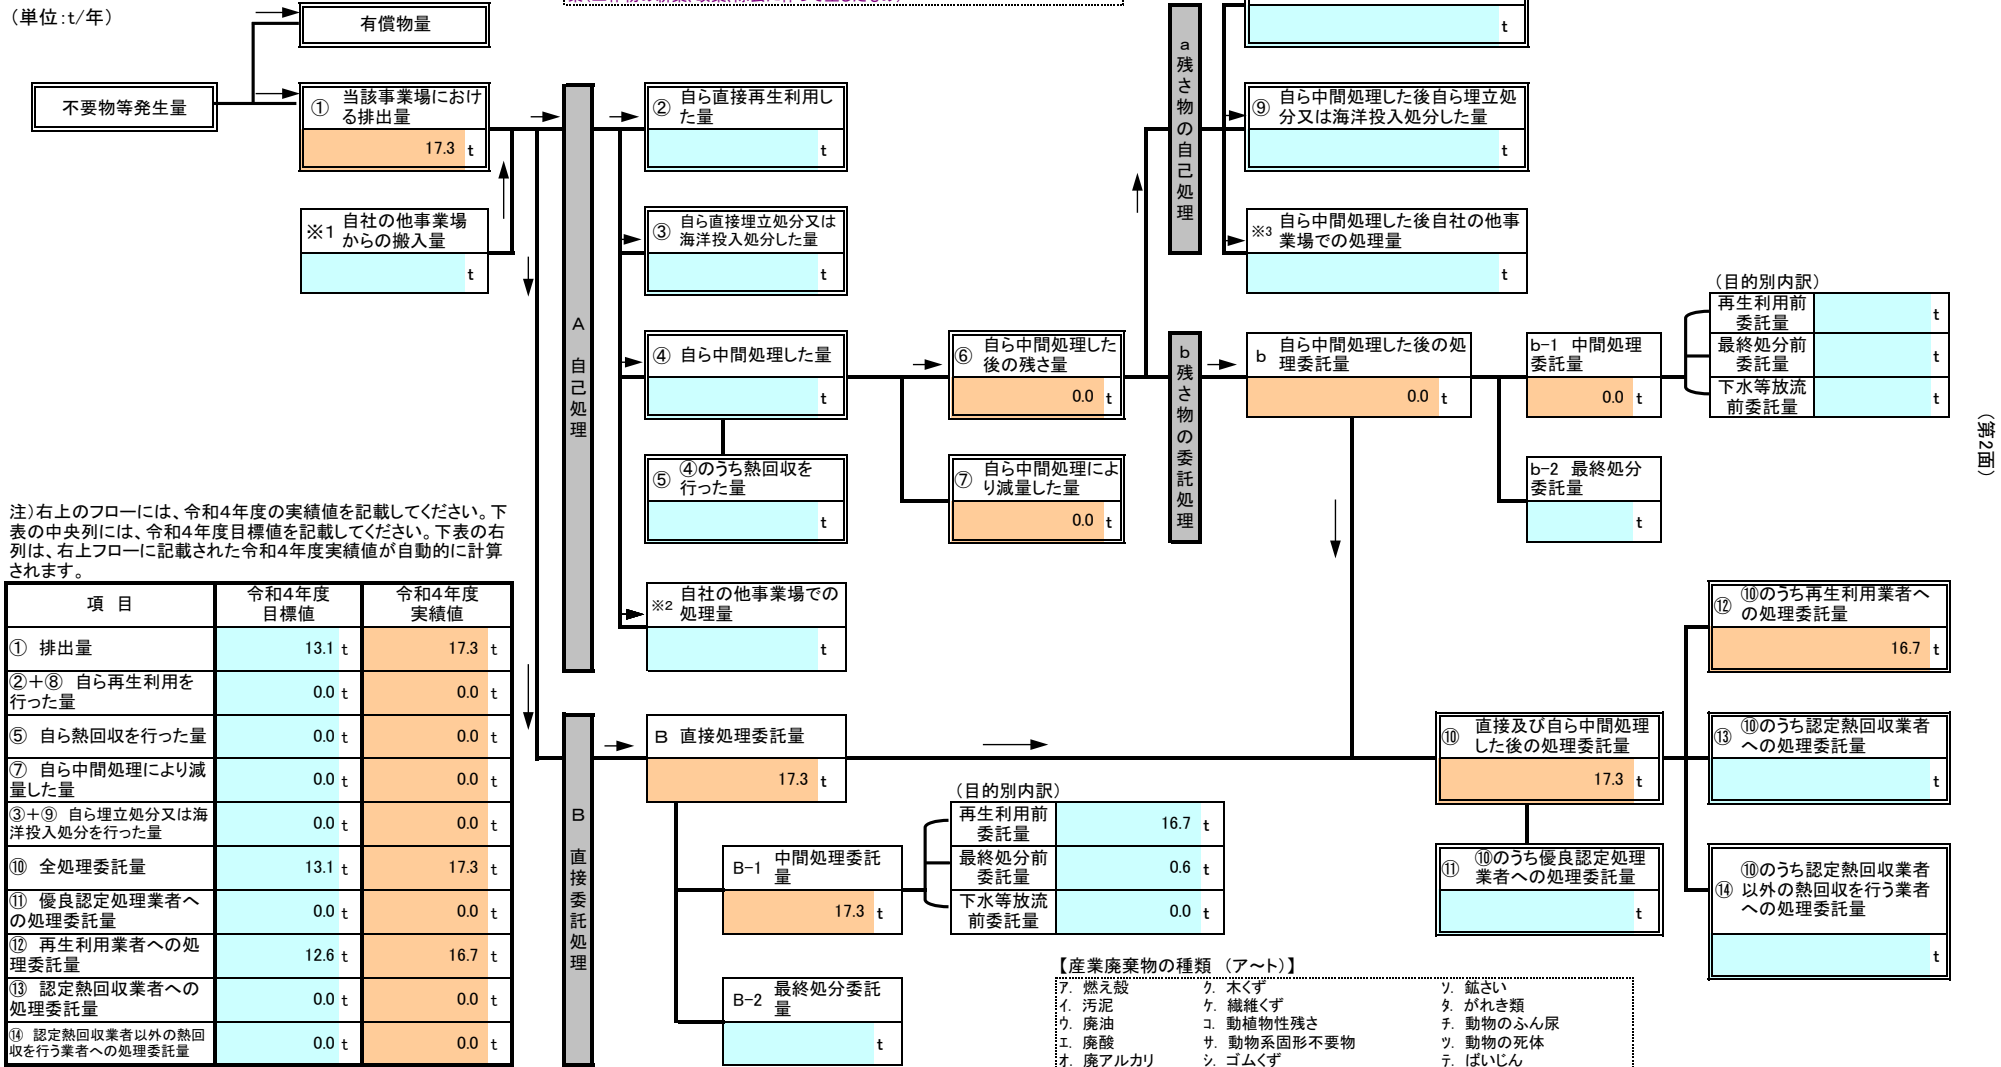 （単位：t/年）
有償物量
不要物等発生量
① 当該事業場におけ
る排出量
17.3 t
※1 自社の他事業場
からの搬入量
t
A 自己処理
② 自ら直接再生利用し
た量
t
③ 自ら直接埋立処分又は
海洋投入処分した量
t
④ 自ら中間処理した量
t
⑤ ④のうち熱回収を
行った量
t
※2 自社の他事業場での
処理量
t
⑥ 自ら中間処理した
後の残さ量
0.0 t
⑦ 自ら中間処理によ
り減量した量
0.0 t
a 残さ物の自己処理
t
⑨ 自ら中間処理した後自ら埋立処
分又は海洋投入処分した量
t
※3 自ら中間処理した後自社の他事
業場での処理量
t
b 残さ物の委託処理
b 自ら中間処理した後の処
理委託量
0.0 t
b-1 中間処理
委託量
0.0 t
b-2 最終処分
委託量
t
（目的別内訳）
再生利用前
委託量 t
最終処分前
委託量 t
下水等放流
前委託量 t
（第2面）
注）右上のフローには、令和4年度の実績値を記載してください。下
表の中央列には、令和4年度目標値を記載してください。下表の右
列は、右上フローに記載された令和4年度実績値が自動的に計算
されます。
項 目 令和4年度 目標値 令和4年度 実績値
① 排出量 13.1 t 17.3 t
②＋⑧ 自ら再生利用を
行った量 0.0 t 0.0 t
⑤ 自ら熱回収を行った量 0.0 t 0.0 t
⑦ 自ら中間処理により減
量した量 0.0 t 0.0 t
③＋⑨ 自ら埋立処分又は海
洋投入処分を行った量 0.0 t 0.0 t
⑩ 全処理委託量 13.1 t 17.3 t
⑪ 優良認定処理業者へ
の処理委託量 0.0 t 0.0 t
⑫ 再生利用業者への処
理委託量 12.6 t 16.7 t
⑬ 認定熱回収業者への
処理委託量 0.0 t 0.0 t
⑭ 認定熱回収業者以外の熱回
収を行う業者への処理委託量 0.0 t 0.0 t
B 直接委託処理
B 直接処理委託量
17.3 t
B-1 中間処理委託
量
17.3 t
B-2 最終処分委託
量
t
（目的別内訳）
再生利用前
委託量 16.7 t
最終処分前
委託量 0.6 t
下水等放流
前委託量 0.0 t
⑩ 直接及び自ら中間処理
した後の処理委託量
17.3 t
⑪ ⑩のうち優良認定処理
業者への処理委託量
t
⑫ ⑩のうち再生利用業者へ
の処理委託量
16.7 t
⑬ ⑩のうち認定熱回収業者
への処理委託量
t
⑭ ⑩のうち認定熱回収業者
以外の熱回収を行う業者
への処理委託量
t
【産業廃棄物の種類 （ア～ト）】
ア. 燃え殻 ク. 木くず ソ. 鉱さい
イ. 汚泥 ケ. 繊維くず タ. がれき類
ウ. 廃油 コ. 動植物性残さ チ. 動物のふん尿
エ. 廃酸 サ. 動物系固形不要物 ツ. 動物の死体
オ. 廃アルカリ シ. ゴムくず テ. ばいじん